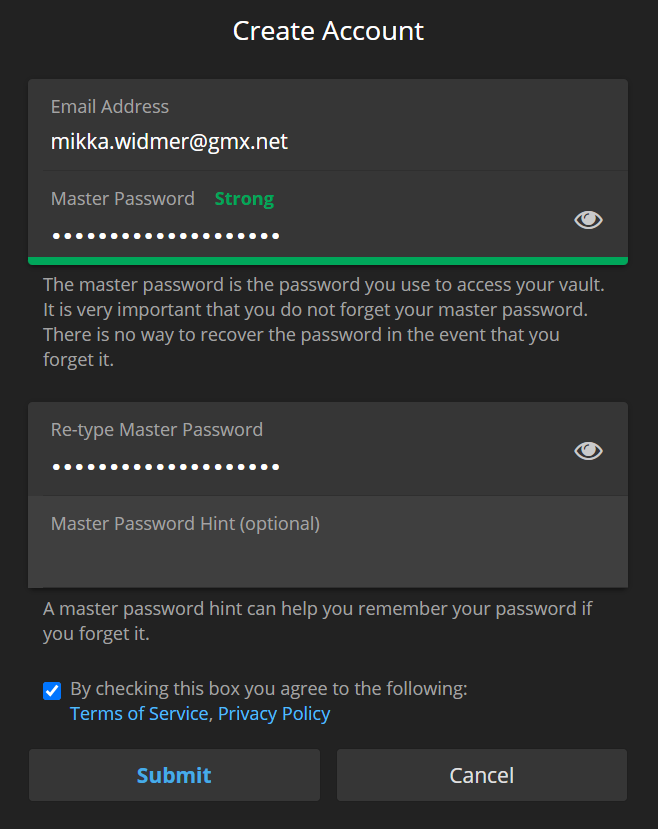 Create Account
Email Address
mikka.widmer@gmx.net
Master Password Strong
••••••••••••••••••••
The master password is the password you use to access your vault.
It is very important that you do not forget your master password.
There is no way to recover the password in the event that you
forget it.
Re-type Master Password
••••••••••••••••••••
Master Password Hint (optional)
A master password hint can help you remember your password if
you forget it.
By checking this box you agree to the following:
Terms of Service, Privacy Policy
Submit Cancel